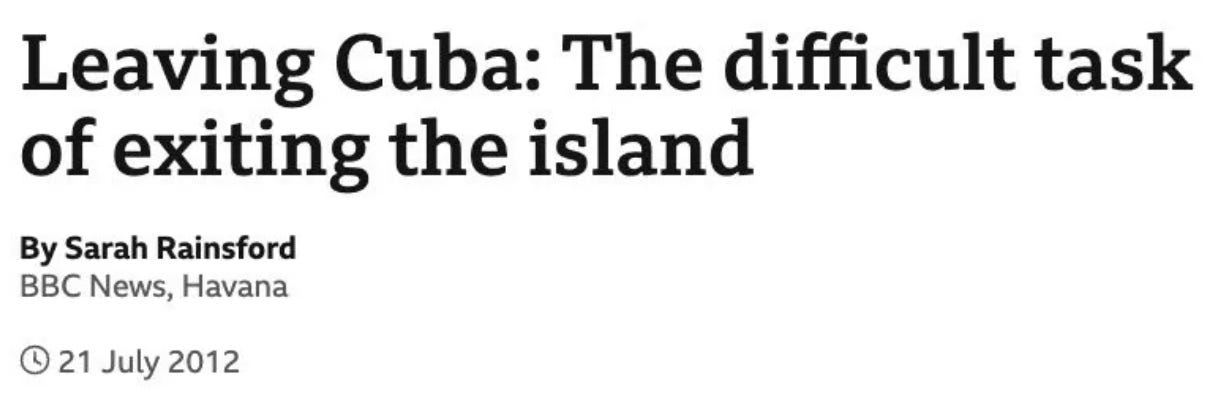 Leaving Cuba: The difficult task
of exiting the island
By Sarah Rainsford
BBC News, Havana
21 July 2012